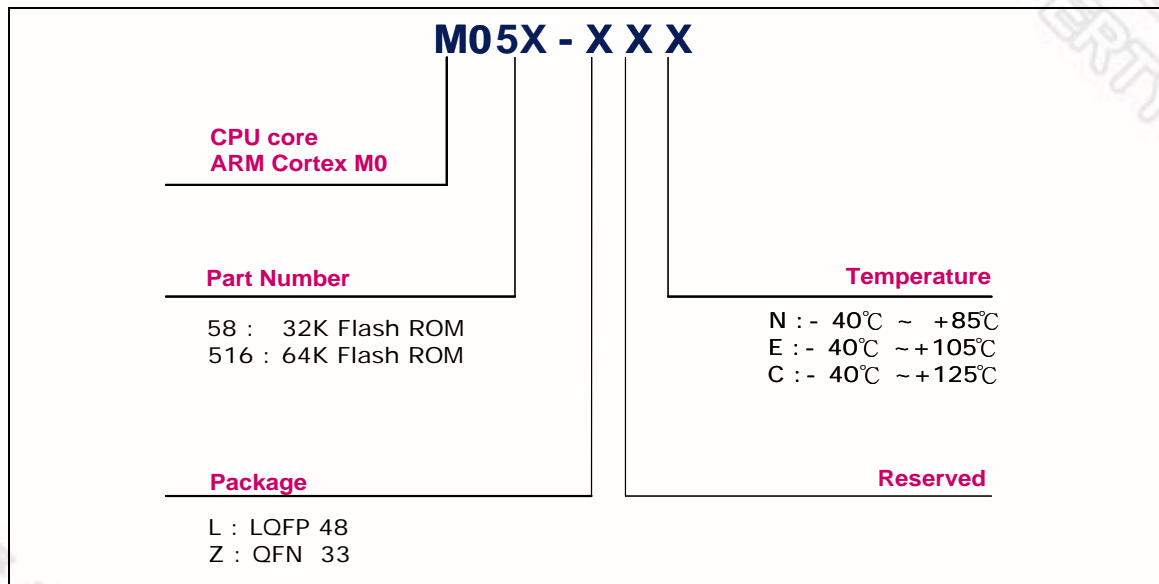 M05X - X X X
CPU core
ARM Cortex M0
Part Number
58 : 32K Flash ROM
516 : 64K Flash ROM
Temperature
N : - 40℃ ~ +85℃
E : - 40℃ ~+105℃
C : - 40℃ ~+125℃
Package
L : LQFP 48
Z : QFN 33
Reserved